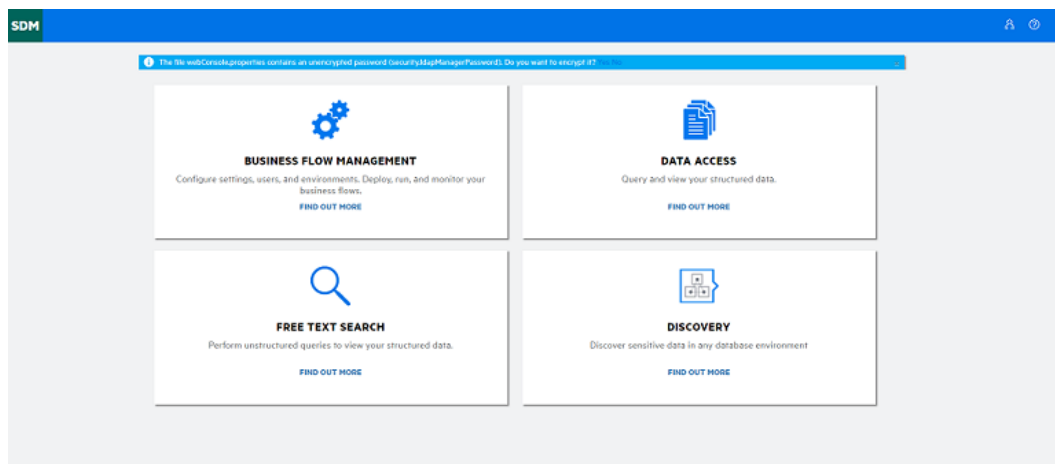 SDM
The file webConsole.properties contains an unencrypted password (security.ldapManagerPassword). Do you want to encrypt it? Yes No
BUSINESS FLOW MANAGEMENT
Configure settings, users, and environments. Deploy, run, and monitor your
business flows.
FIND OUT MORE
DATA ACCESS
Query and view your structured data.
FIND OUT MORE
FREE TEXT SEARCH
Perform unstructured queries to view your structured data.
FIND OUT MORE
DISCOVERY
Discover sensitive data in any database environment
FIND OUT MORE